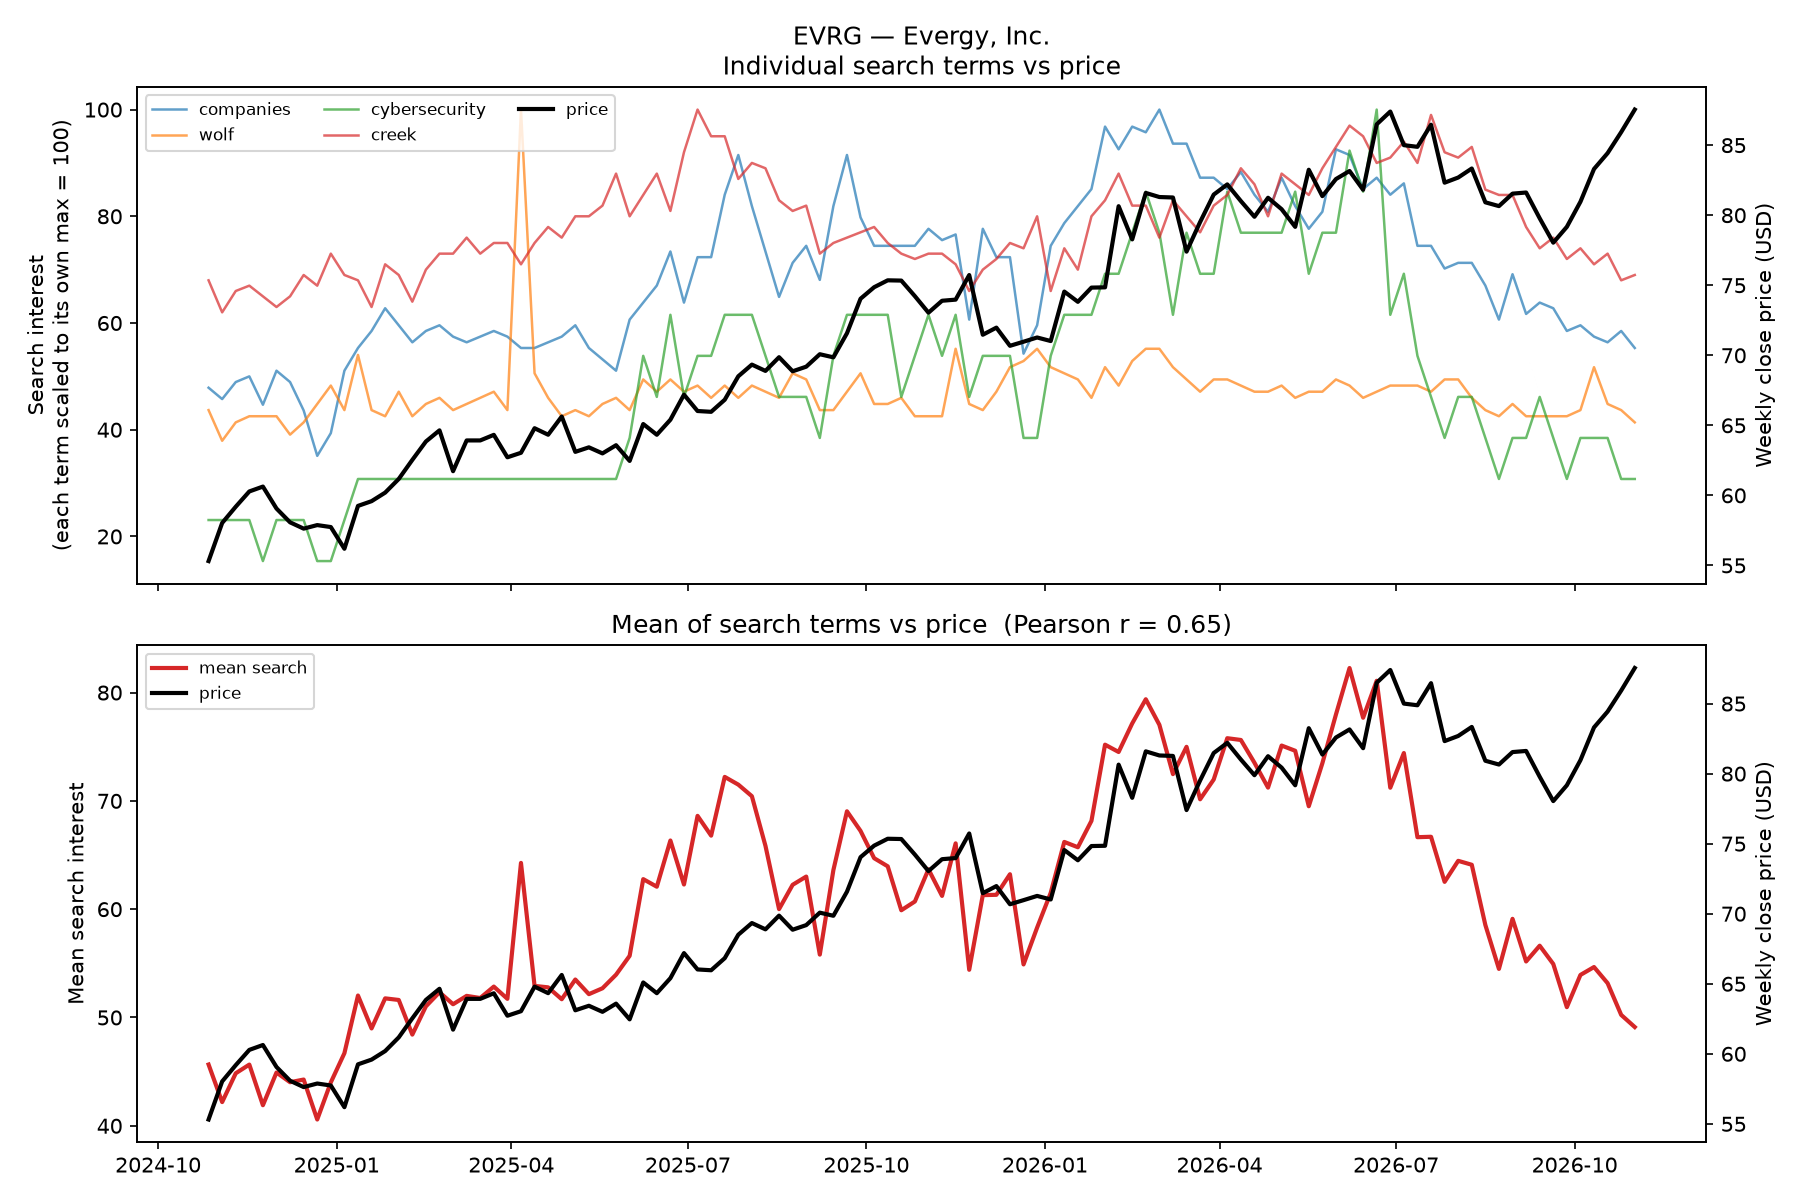 EVRG — Evergy, Inc.
Individual search terms vs price
companies
wolf
cybersecurity
creek
price
Search interest
(each term scaled to its own max = 100)
100
80
60
40
20
Weekly close price (USD)
85
80
75
70
65
60
55
Mean of search terms vs price (Pearson r = 0.65)
mean search
price
Mean search interest
80
70
60
50
40
Weekly close price (USD)
85
80
75
70
65
60
55
2024-10
2025-01
2025-04
2025-07
2025-10
2026-01
2026-04
2026-07
2026-10